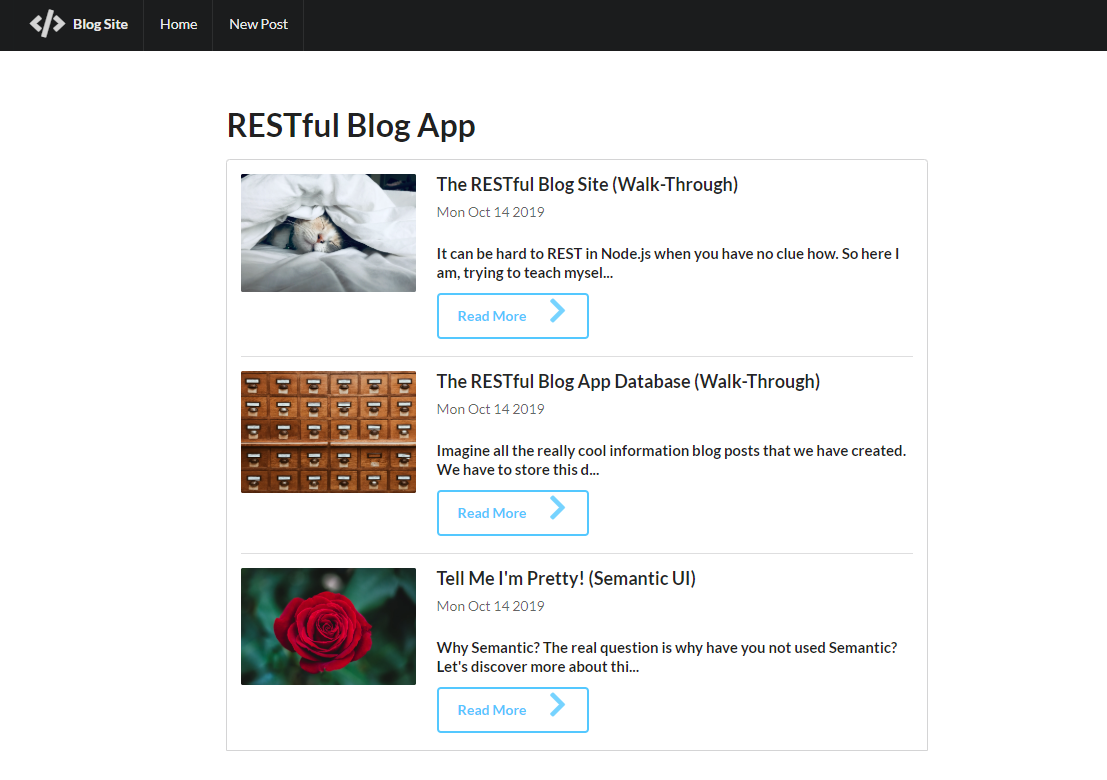 Blog Site Home New Post
RESTful Blog App
The RESTful Blog Site (Walk-Through)
Mon Oct 14 2019
It can be hard to REST in Node.js when you have no clue how. So here I
am, trying to teach mysel...
Read More
The RESTful Blog App Database (Walk-Through)
Mon Oct 14 2019
Imagine all the really cool information blog posts that we have created.
We have to store this d...
Read More
Tell Me I'm Pretty! (Semantic UI)
Mon Oct 14 2019
Why Semantic? The real question is why have you not used Semantic?
Let's discover more about thi...
Read More